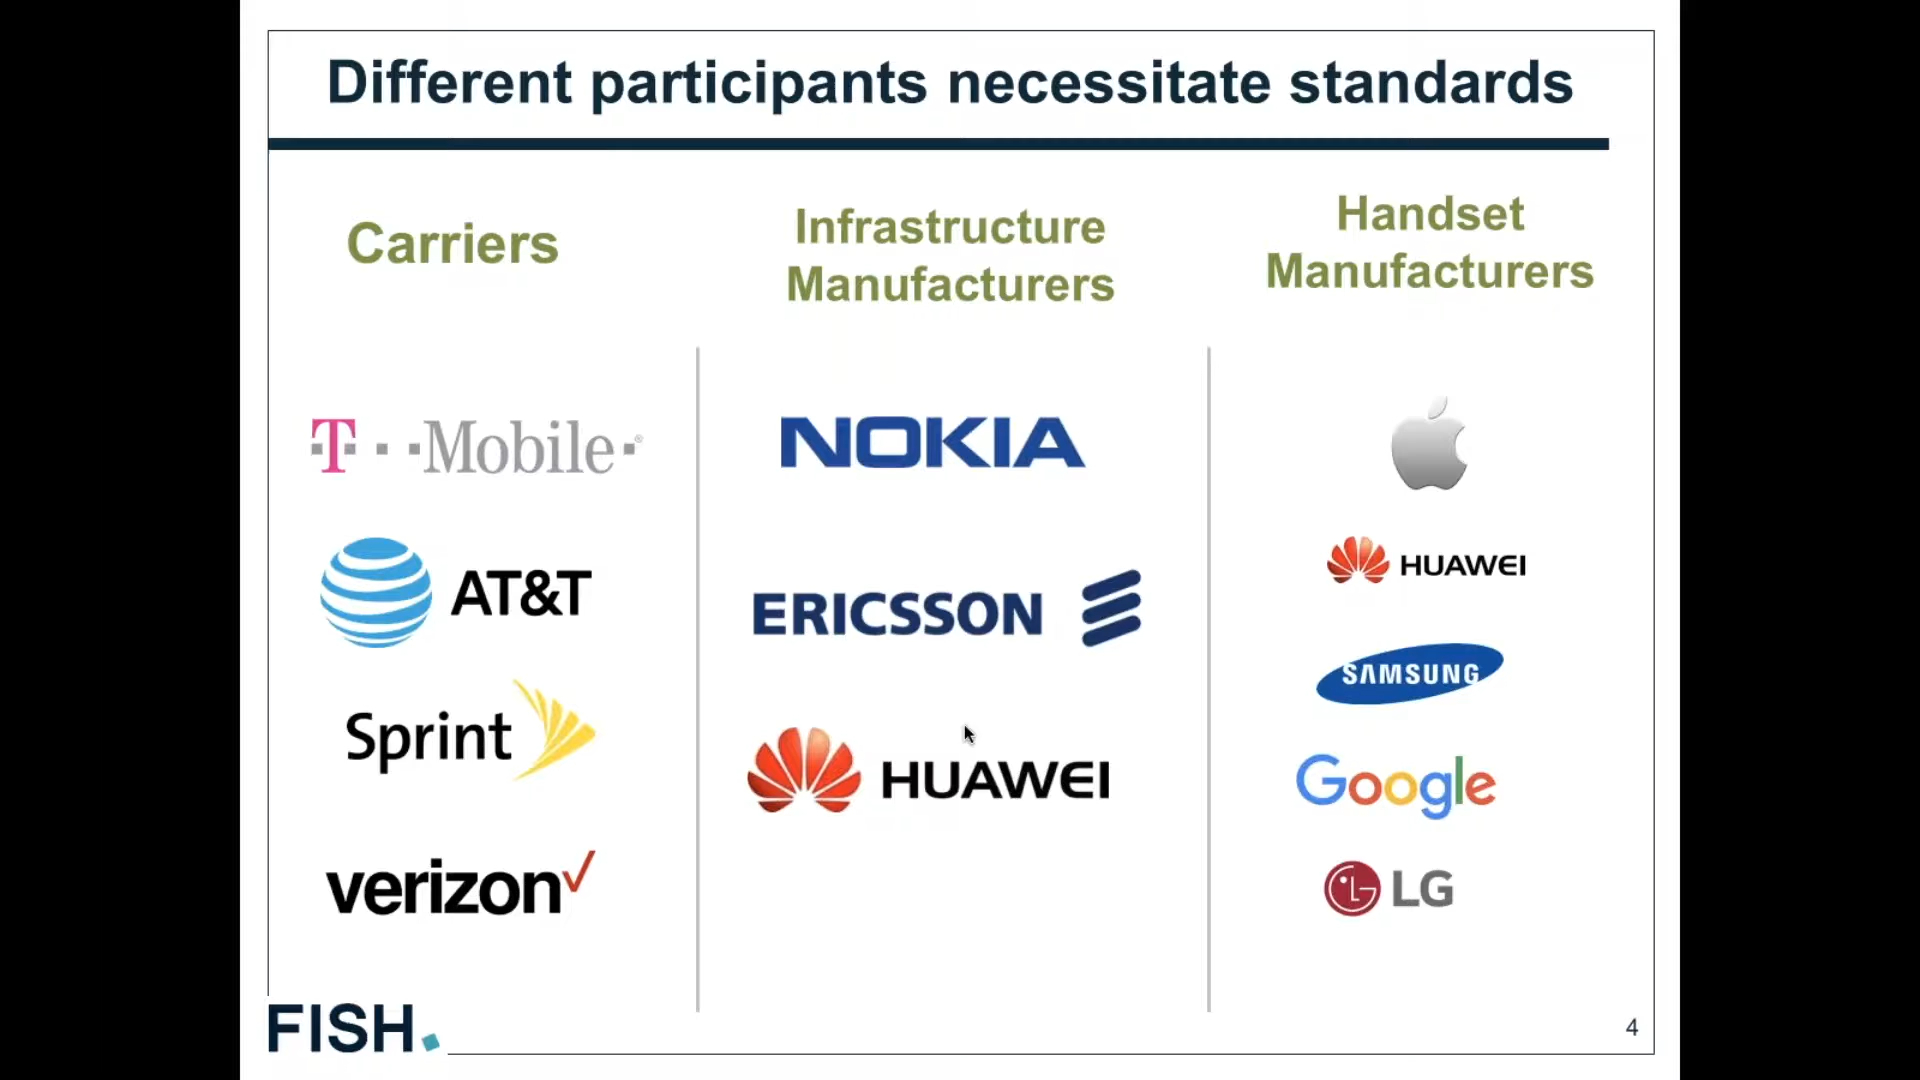 Different participants necessitate standards
Carriers
Infrastructure
Manufacturers
Handset
Manufacturers
T··Mobile·®
AT&T
Sprint
verizon
NOKIA
ERICSSON
HUAWEI
HUAWEI
SAMSUNG
Google
LG
FISH.
4